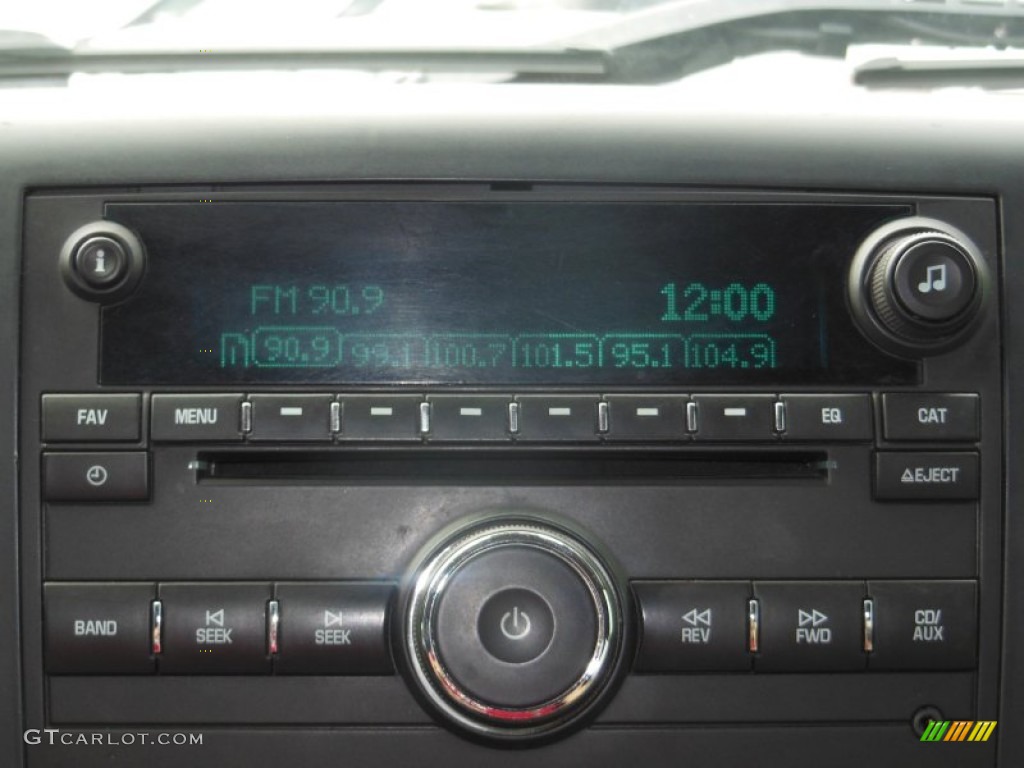 i
FM 90.9 12:00
90.9 99.1 100.7 101.5 95.1 104.9
FAV MENU EQ CAT
EJECT
BAND SEEK SEEK REV FWD CD/
AUX
GTCARLOT.COM